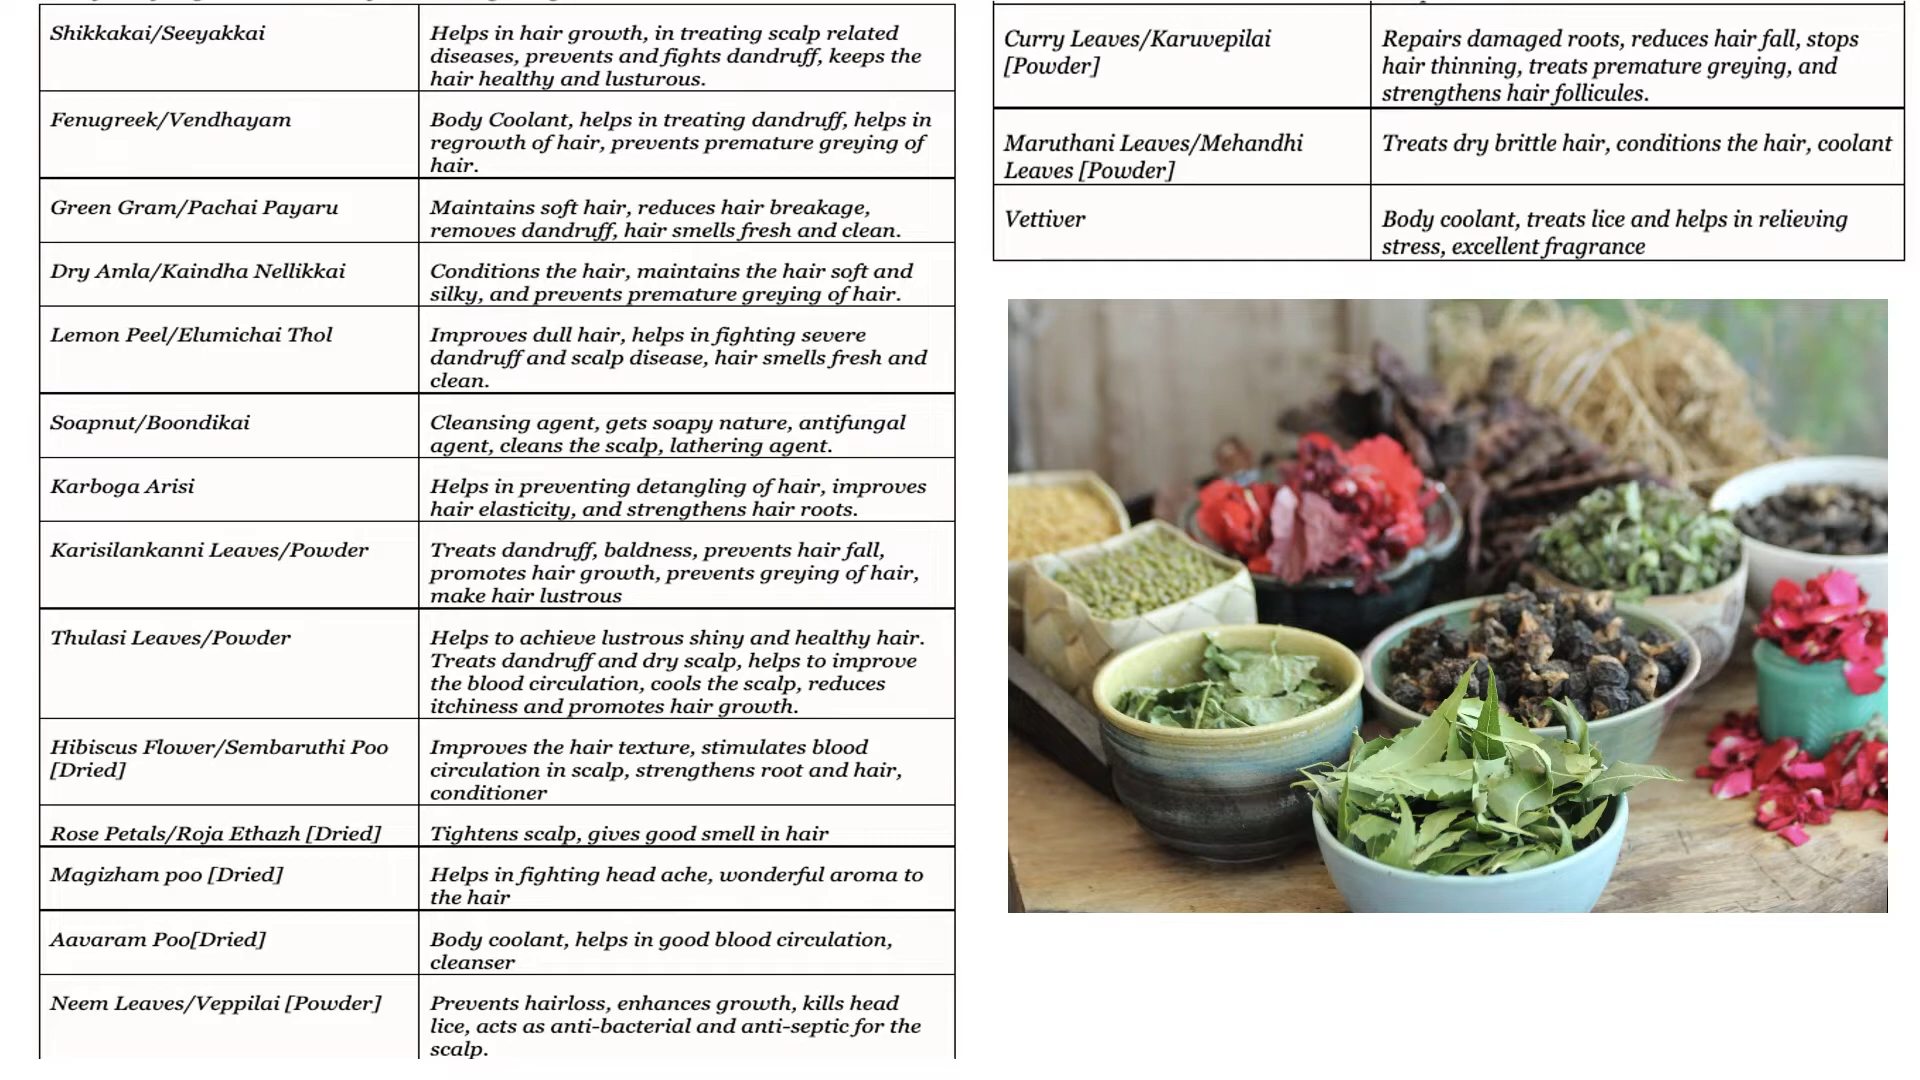 Shikkakai/Seeyakkai
Helps in hair growth, in treating scalp related
diseases, prevents and fights dandruff, keeps the
hair healthy and lusturous.
Fenugreek/Vendhayam
Body Coolant, helps in treating dandruff, helps in
regrowth of hair, prevents premature greying of
hair.
Green Gram/Pachai Payaru
Maintains soft hair, reduces hair breakage,
removes dandruff, hair smells fresh and clean.
Dry Amla/Kaindha Nellikkai
Conditions the hair, maintains the hair soft and
silky, and prevents premature greying of hair.
Lemon Peel/Elumichai Thol
Improves dull hair, helps in fighting severe
dandruff and scalp disease, hair smells fresh and
clean.
Soapnut/Boondikai
Cleansing agent, gets soapy nature, antifungal
agent, cleans the scalp, lathering agent.
Karboga Arisi
Helps in preventing detangling of hair, improves
hair elasticity, and strengthens hair roots.
Karisilankanni Leaves/Powder
Treats dandruff, baldness, prevents hair fall,
promotes hair growth, prevents greying of hair,
make hair lustrous
Thulasi Leaves/Powder
Helps to achieve lustrous shiny and healthy hair.
Treats dandruff and dry scalp, helps to improve
the blood circulation, cools the scalp, reduces
itchiness and promotes hair growth.
Hibiscus Flower/Sembaruthi Poo
[Dried]
Improves the hair texture, stimulates blood
circulation in scalp, strengthens root and hair,
conditioner
Rose Petals/Roja Ethazh [Dried]
Tightens scalp, gives good smell in hair
Magizham poo [Dried]
Helps in fighting head ache, wonderful aroma to
the hair
Aavaram Poo[Dried]
Body coolant, helps in good blood circulation,
cleanser
Neem Leaves/Veppilai [Powder]
Prevents hairloss, enhances growth, kills head
lice, acts as anti-bacterial and anti-septic for the
scalp.
Curry Leaves/Karuvepilai
[Powder]
Repairs damaged roots, reduces hair fall, stops
hair thinning, treats premature greying, and
strengthens hair follicules.
Maruthani Leaves/Mehandhi
Leaves [Powder]
Treats dry brittle hair, conditions the hair, coolant
Vettiver
Body coolant, treats lice and helps in relieving
stress, excellent fragrance